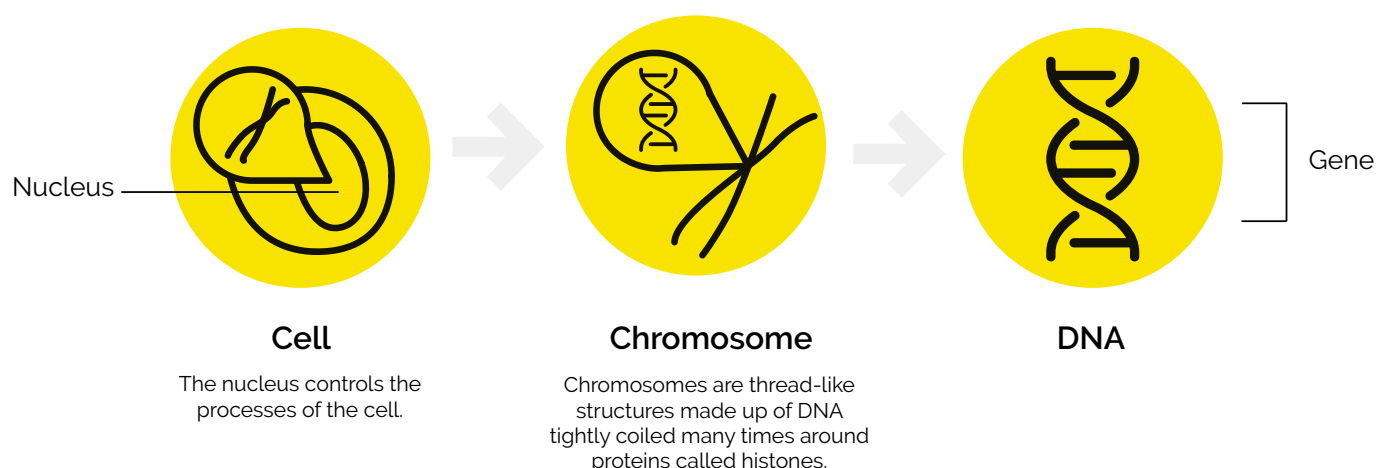 Nucleus
Gene
Cell
The nucleus controls the
processes of the cell.
Chromosome
Chromosomes are thread-like
structures made up of DNA
tightly coiled many times around
proteins called histones.
DNA